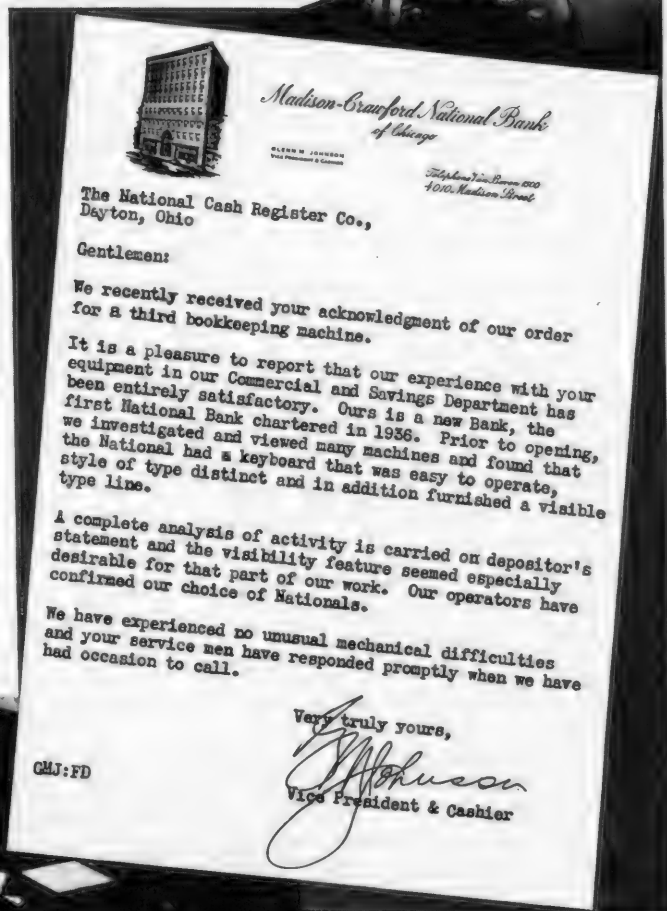 Madison-Crawford National Bank
of Chicago
GLENN M. JOHNSON
VICE PRESIDENT & CASHIER
Telephone Van Buren 1500
4010 Madison Street
The National Cash Register Co.,
Dayton, Ohio
Gentlemen:
We recently received your acknowledgment of our order
for a third bookkeeping machine.
It is a pleasure to report that our experience with your
equipment in our Commercial and Savings Department has
been entirely satisfactory. Ours is a new Bank, the
first National Bank chartered in 1936. Prior to opening,
we investigated and viewed many machines and found that
the National had a keyboard that was easy to operate,
style of type distinct and in addition furnished a visible
type line.
A complete analysis of activity is carried on depositor's
statement and the visibility feature seemed especially
desirable for that part of our work. Our operators have
confirmed our choice of Nationals.
We have experienced no unusual mechanical difficulties
and your service men have responded promptly when we have
had occasion to call.
Very truly yours,
GMJohnson
Vice President & Cashier
GMJ:FD